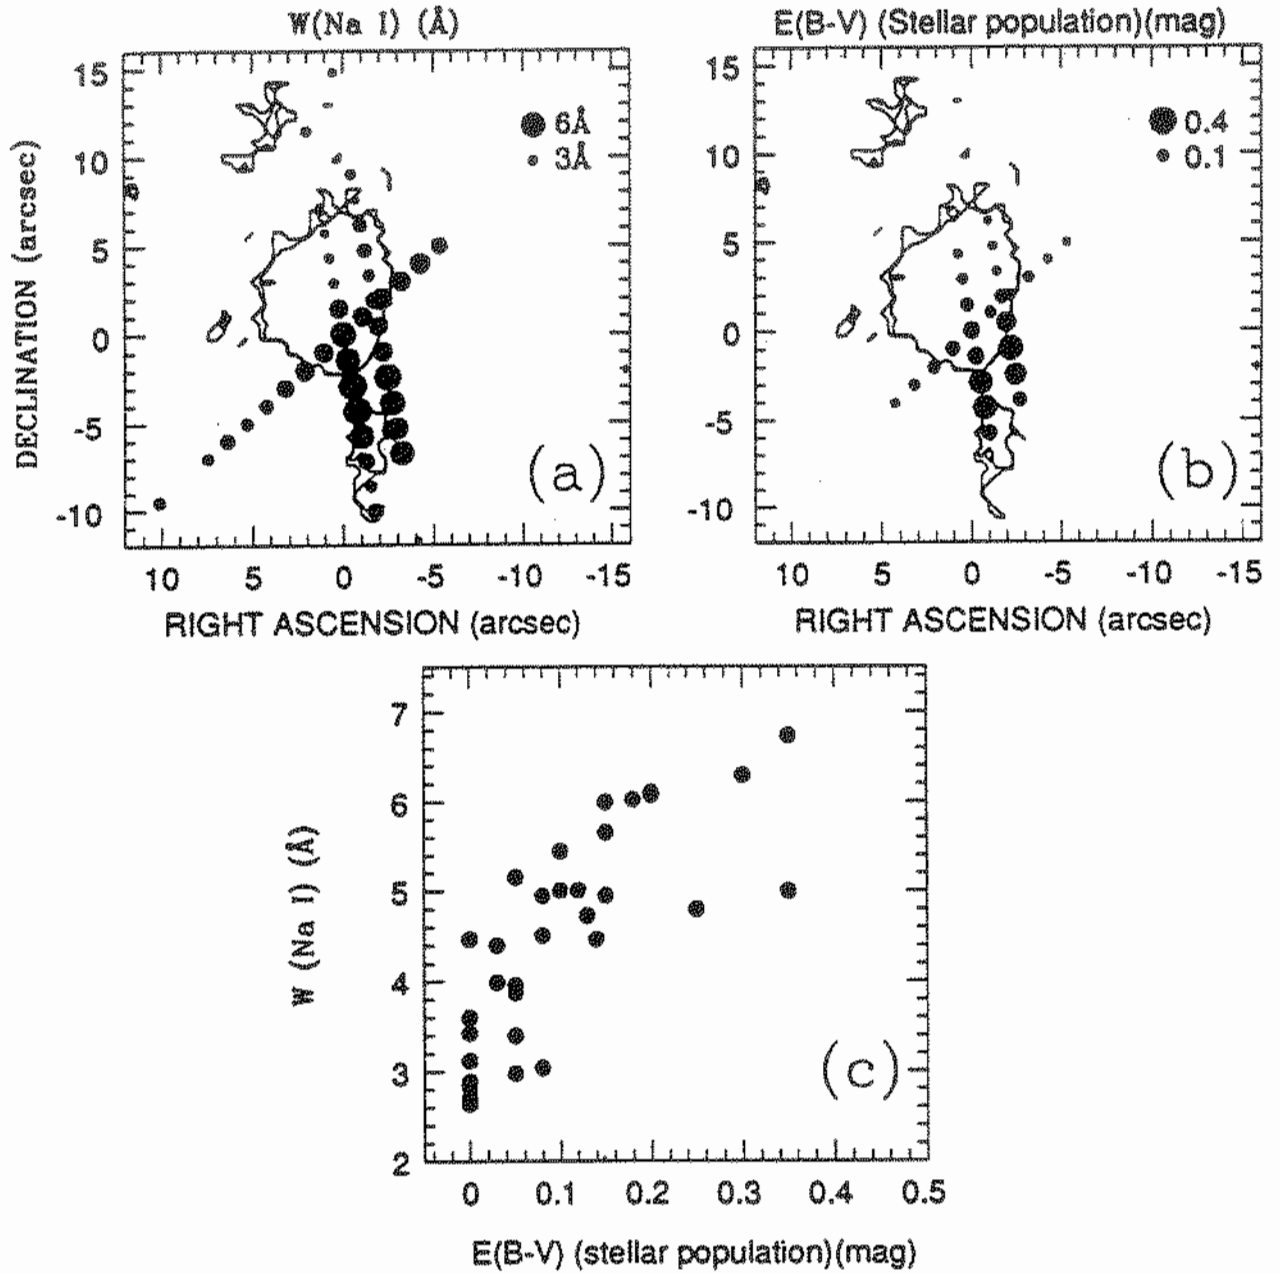 W(Na I) (Å)
E(B-V) (Stellar population)(mag)
15
10
5
0
-5
-10
DECLINATION (arcsec)
6Å
3Å
(a)
10 5 0 -5 -10 -15
RIGHT ASCENSION (arcsec)
15
10
5
0
-5
-10
0.4
0.1
(b)
10 5 0 -5 -10 -15
RIGHT ASCENSION (arcsec)
7
6
5
4
3
2
W (Na I) (Å)
(c)
0 0.1 0.2 0.3 0.4 0.5
E(B-V) (stellar population)(mag)